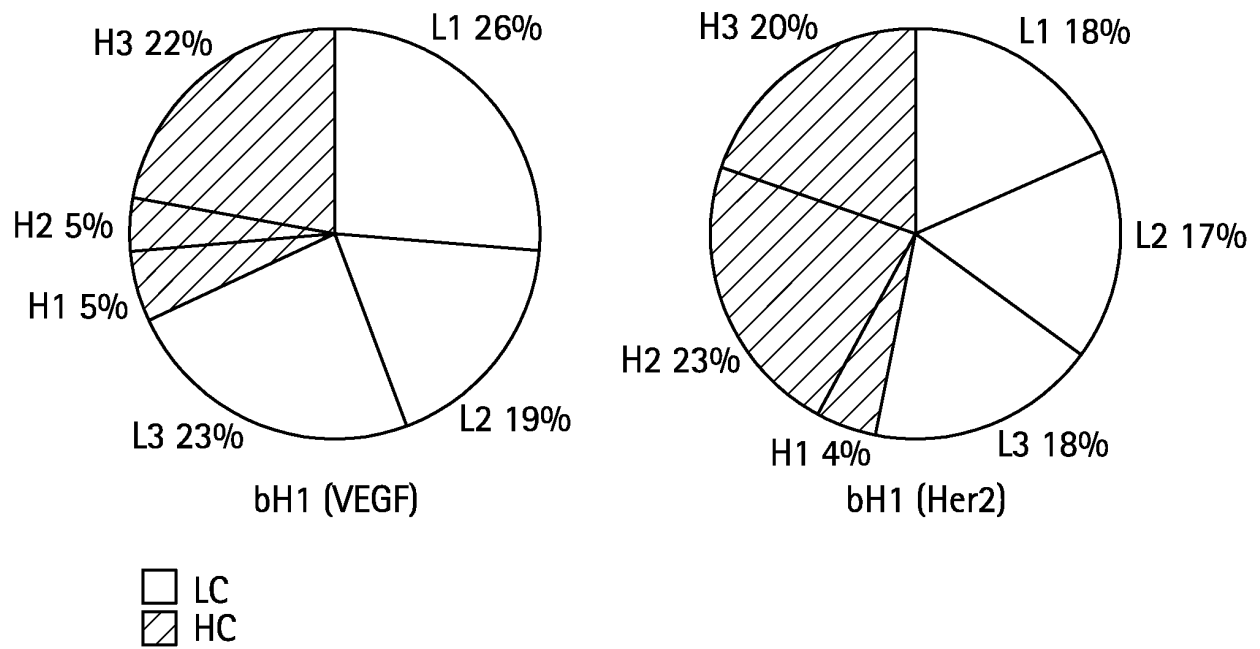 H3 22%
L1 26%
H2 5%
H1 5%
L3 23%
L2 19%
bH1 (VEGF)
H3 20%
L1 18%
L2 17%
H2 23%
H1 4%
L3 18%
bH1 (Her2)
LC
HC